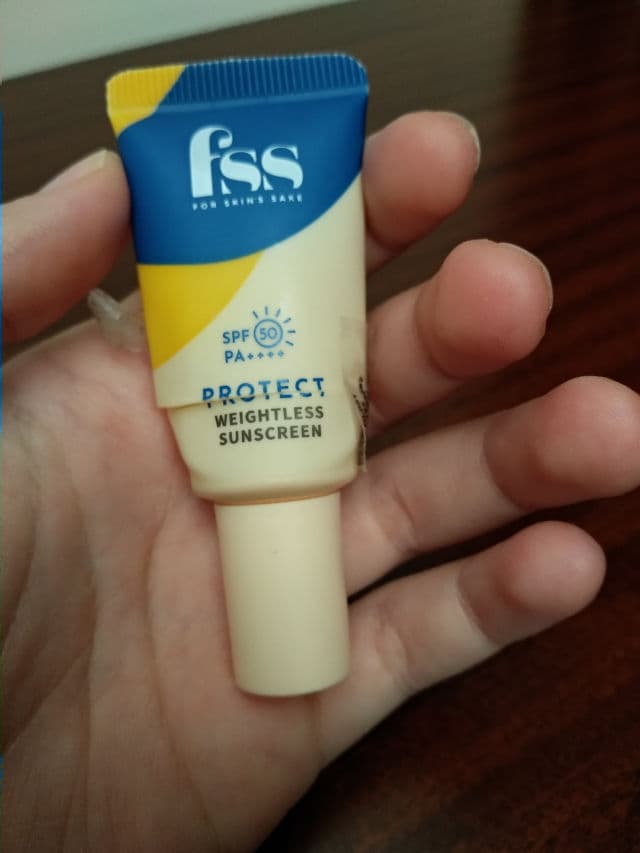 fss
FOR SKIN'S SAKE
SPF 50
PA++++
PROTECT
WEIGHTLESS
SUNSCREEN